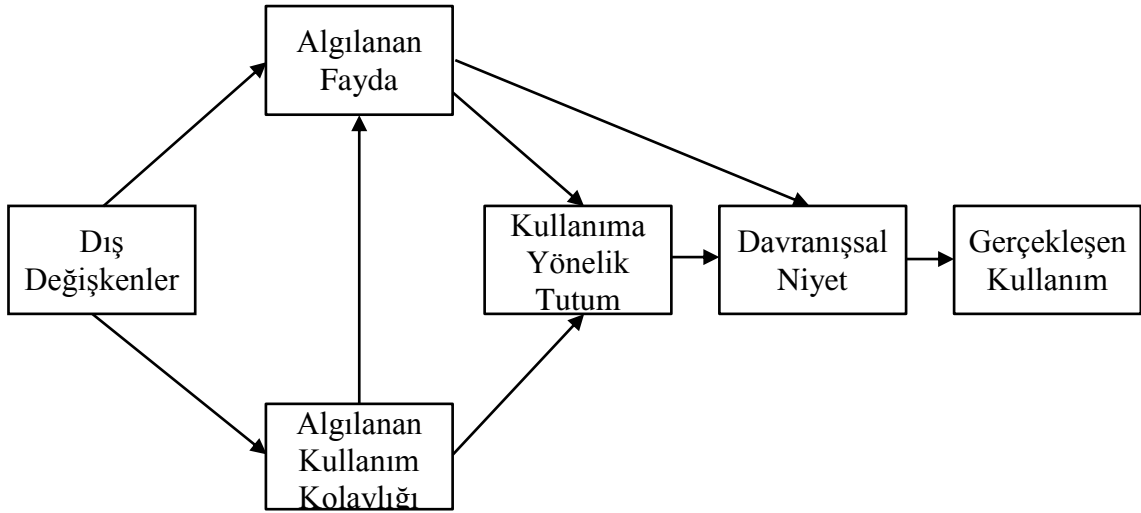 Algılanan
Fayda
Dış
Değişkenler
Kullanıma
Yönelik
Tutum
Davranışsal
Niyet
Gerçekleşen
Kullanım
Algılanan
Kullanım
Kolaylığı